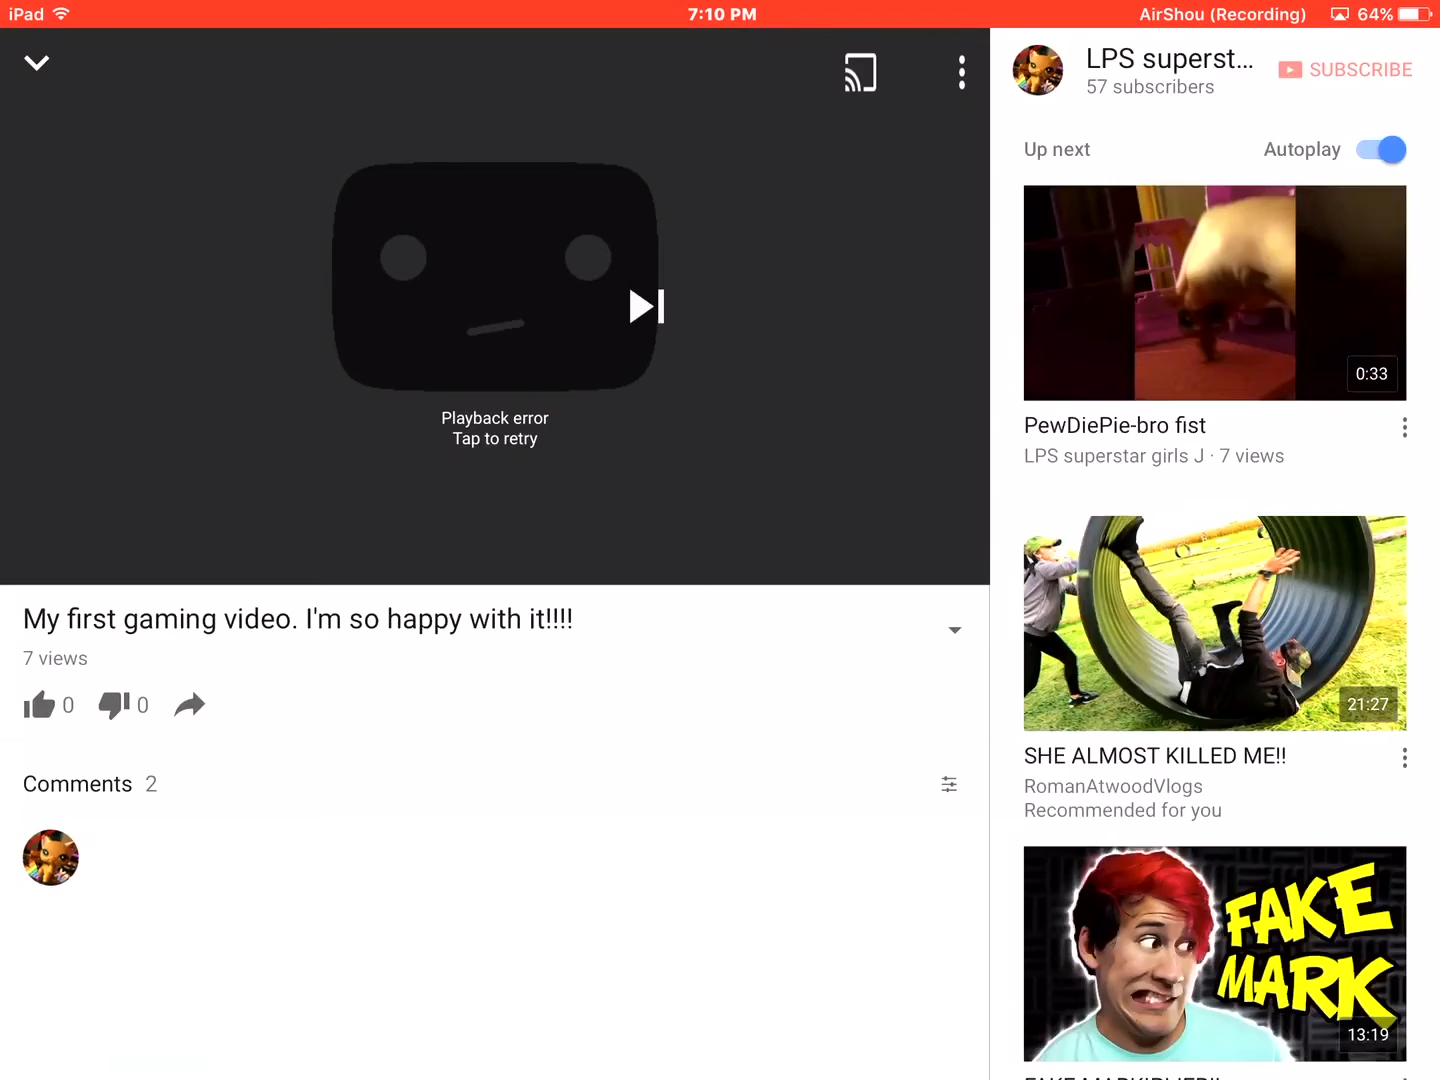 iPad
7:10 PM
AirShou (Recording)
64%
LPS superst...
57 subscribers
SUBSCRIBE
Up next
Autoplay
0:33
PewDiePie-bro fist
LPS superstar girls J · 7 views
Playback error
Tap to retry
My first gaming video. I'm so happy with it!!!!
7 views
0
0
Comments 2
21:27
SHE ALMOST KILLED ME!!
RomanAtwoodVlogs
Recommended for you
FAKE
MARK
13:19
FAKE MARKIPLIER!!